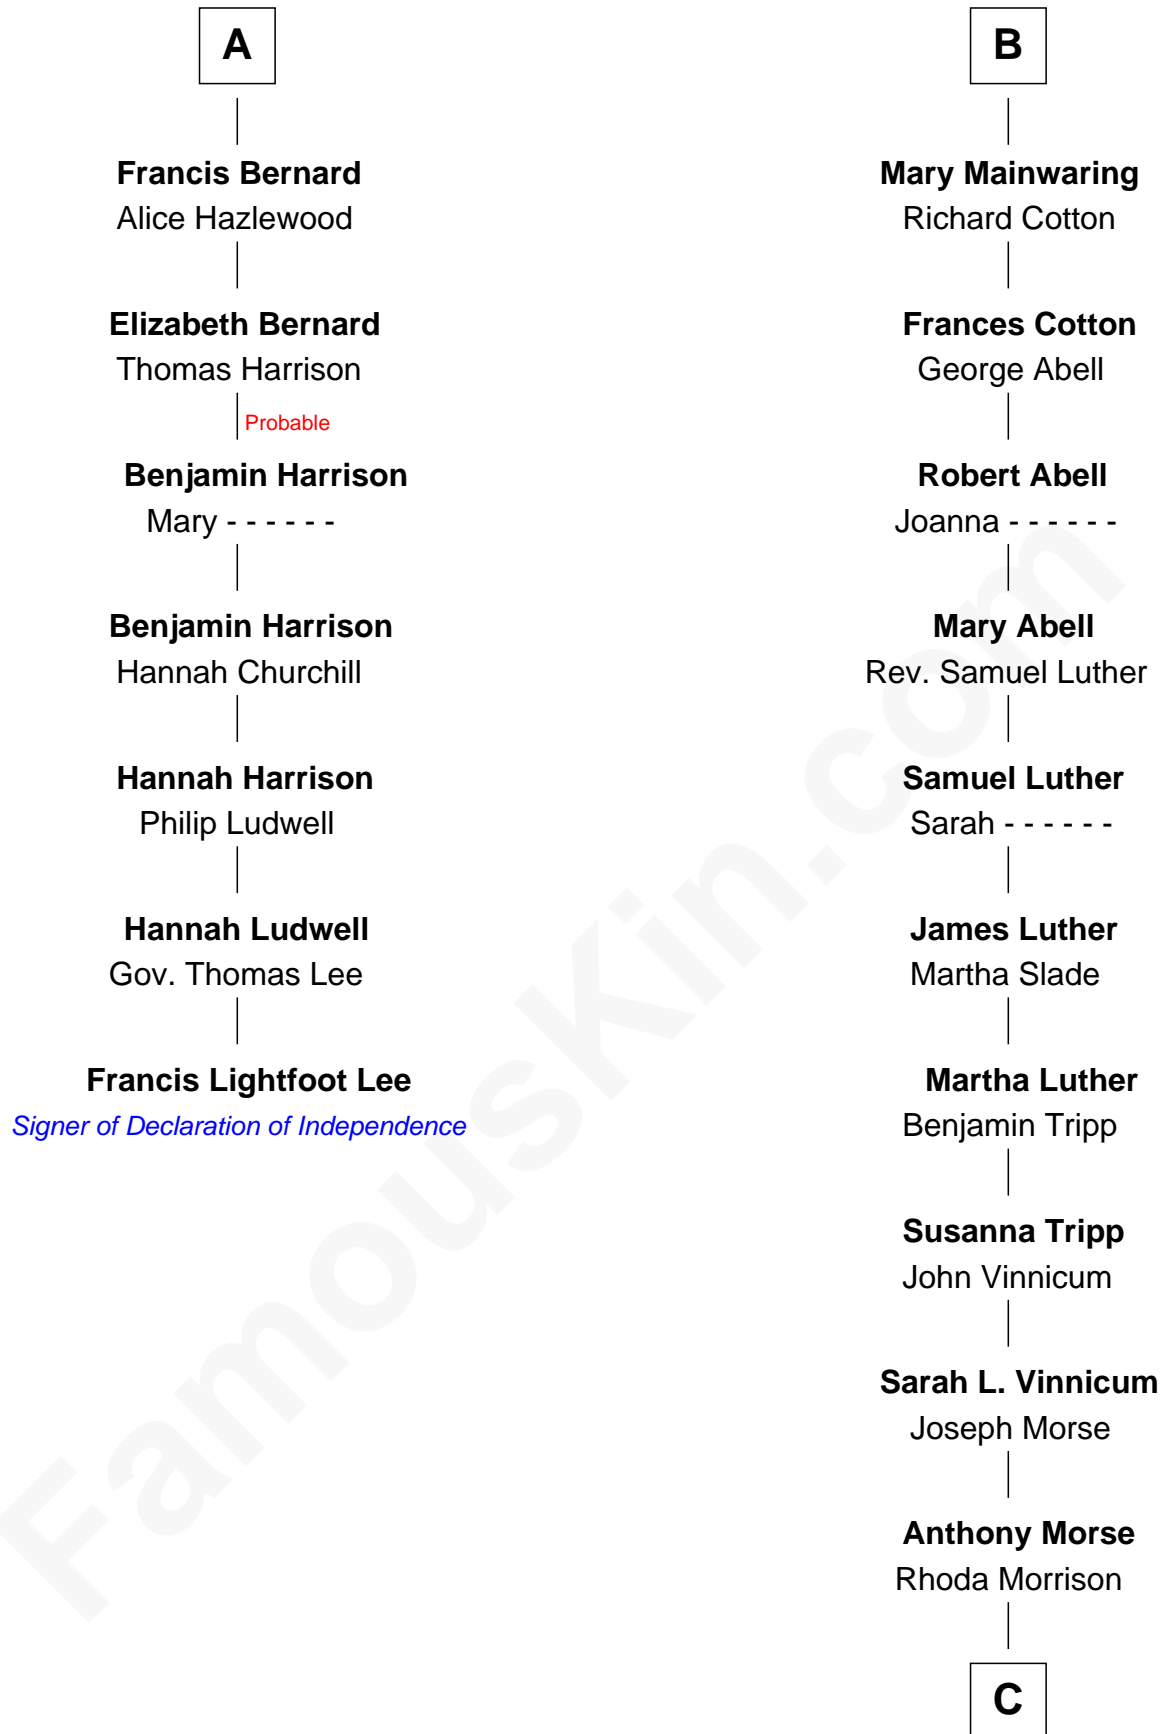 A
Francis Bernard
Alice Hazlewood
Elizabeth Bernard
Thomas Harrison
Probable
Benjamin Harrison
Mary - - - - - -
Benjamin Harrison
Hannah Churchill
Hannah Harrison
Philip Ludwell
Hannah Ludwell
Gov. Thomas Lee
Francis Lightfoot Lee
Signer of Declaration of Independence
B
Mary Mainwaring
Richard Cotton
Frances Cotton
George Abell
Robert Abell
Joanna - - - - - -
Mary Abell
Rev. Samuel Luther
Samuel Luther
Sarah - - - - - -
James Luther
Martha Slade
Martha Luther
Benjamin Tripp
Susanna Tripp
John Vinnicum
Sarah L. Vinnicum
Joseph Morse
Anthony Morse
Rhoda Morrison
C
FamousKin.com